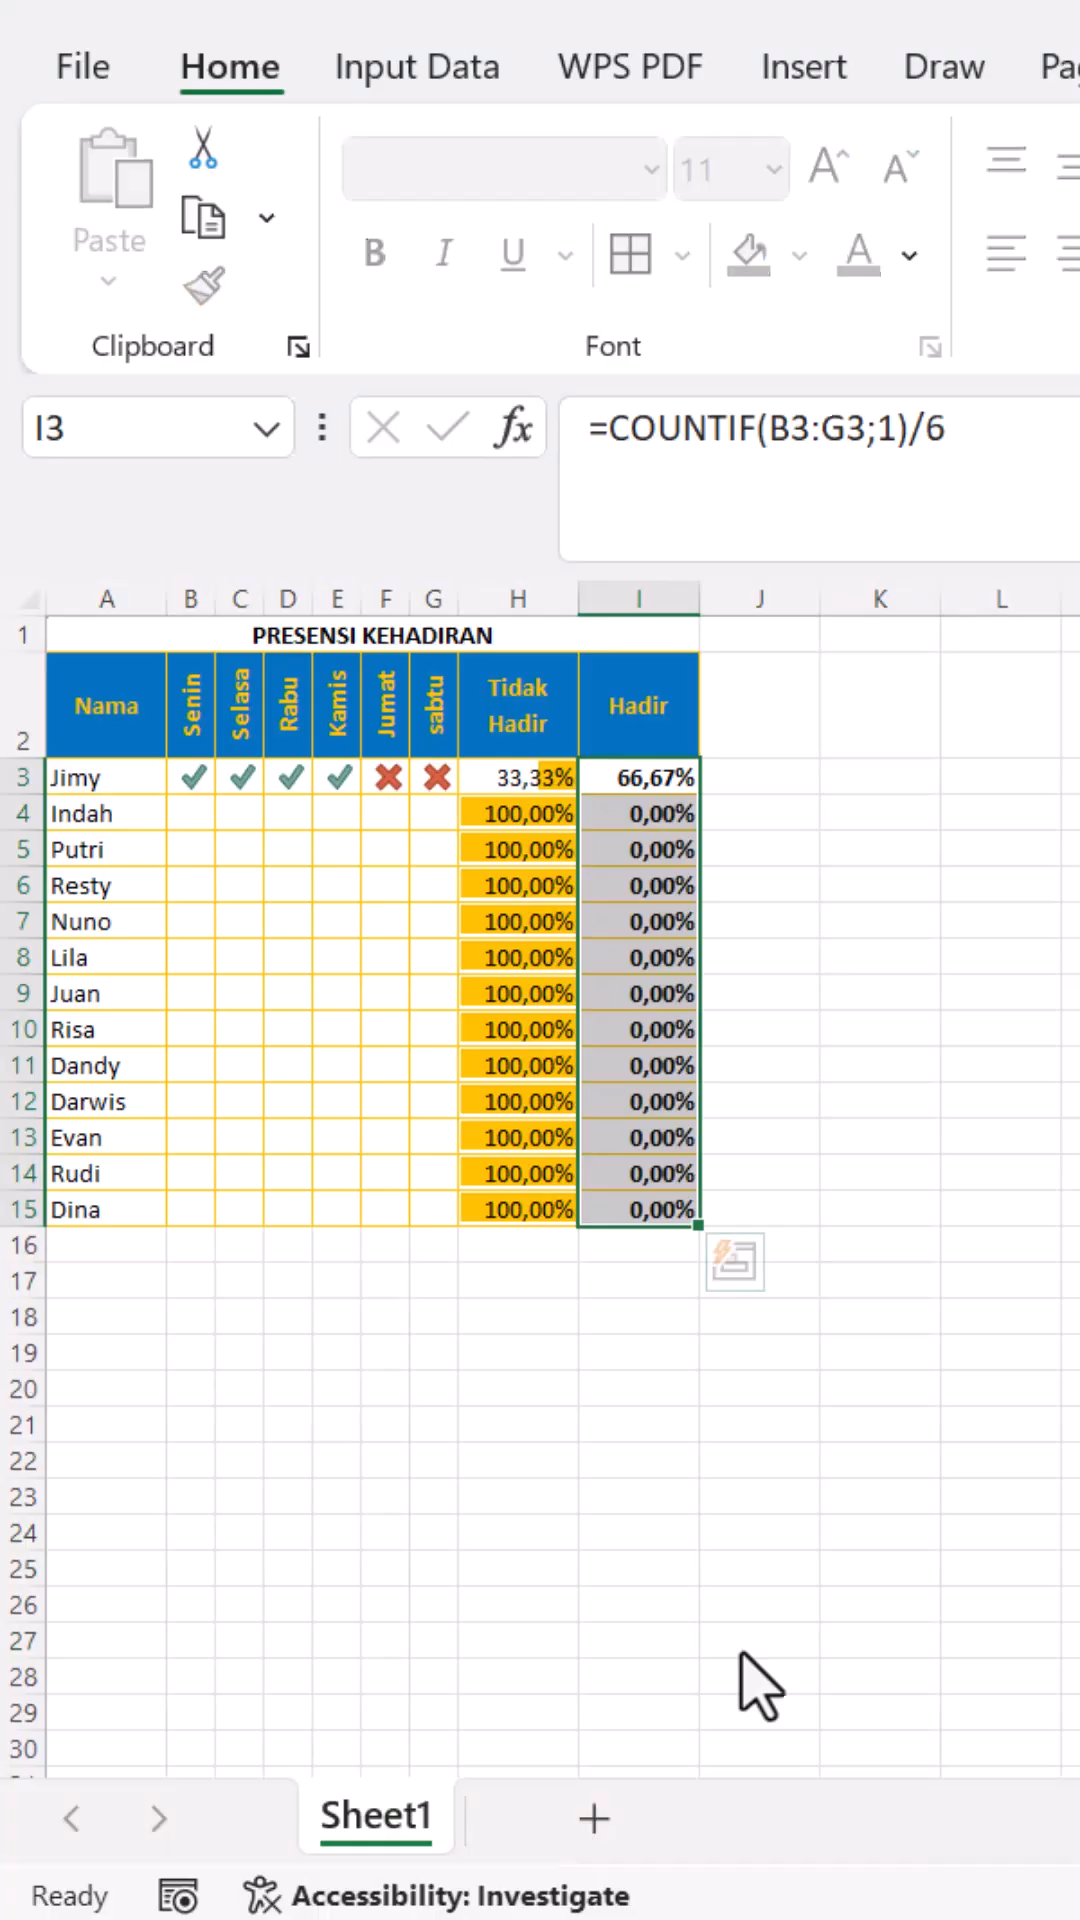 File Home Input Data WPS PDF Insert Draw
Paste
11
A A
B I U A
Clipboard Font
I3 fx =COUNTIF(B3:G3;1)/6
A B C D E F G H I J K L
1 PRESENSI KEHADIRAN
2 Nama Senin Selasa Rabu Kamis Jumat sabtu Tidak Hadir Hadir
3 Jimy 33,33% 66,67%
4 Indah 100,00% 0,00%
5 Putri 100,00% 0,00%
6 Resty 100,00% 0,00%
7 Nuno 100,00% 0,00%
8 Lila 100,00% 0,00%
9 Juan 100,00% 0,00%
10 Risa 100,00% 0,00%
11 Dandy 100,00% 0,00%
12 Darwis 100,00% 0,00%
13 Evan 100,00% 0,00%
14 Rudi 100,00% 0,00%
15 Dina 100,00% 0,00%
16
17
18
19
20
21
22
23
24
25
26
27
28
29
30
Sheet1
Ready Accessibility: Investigate